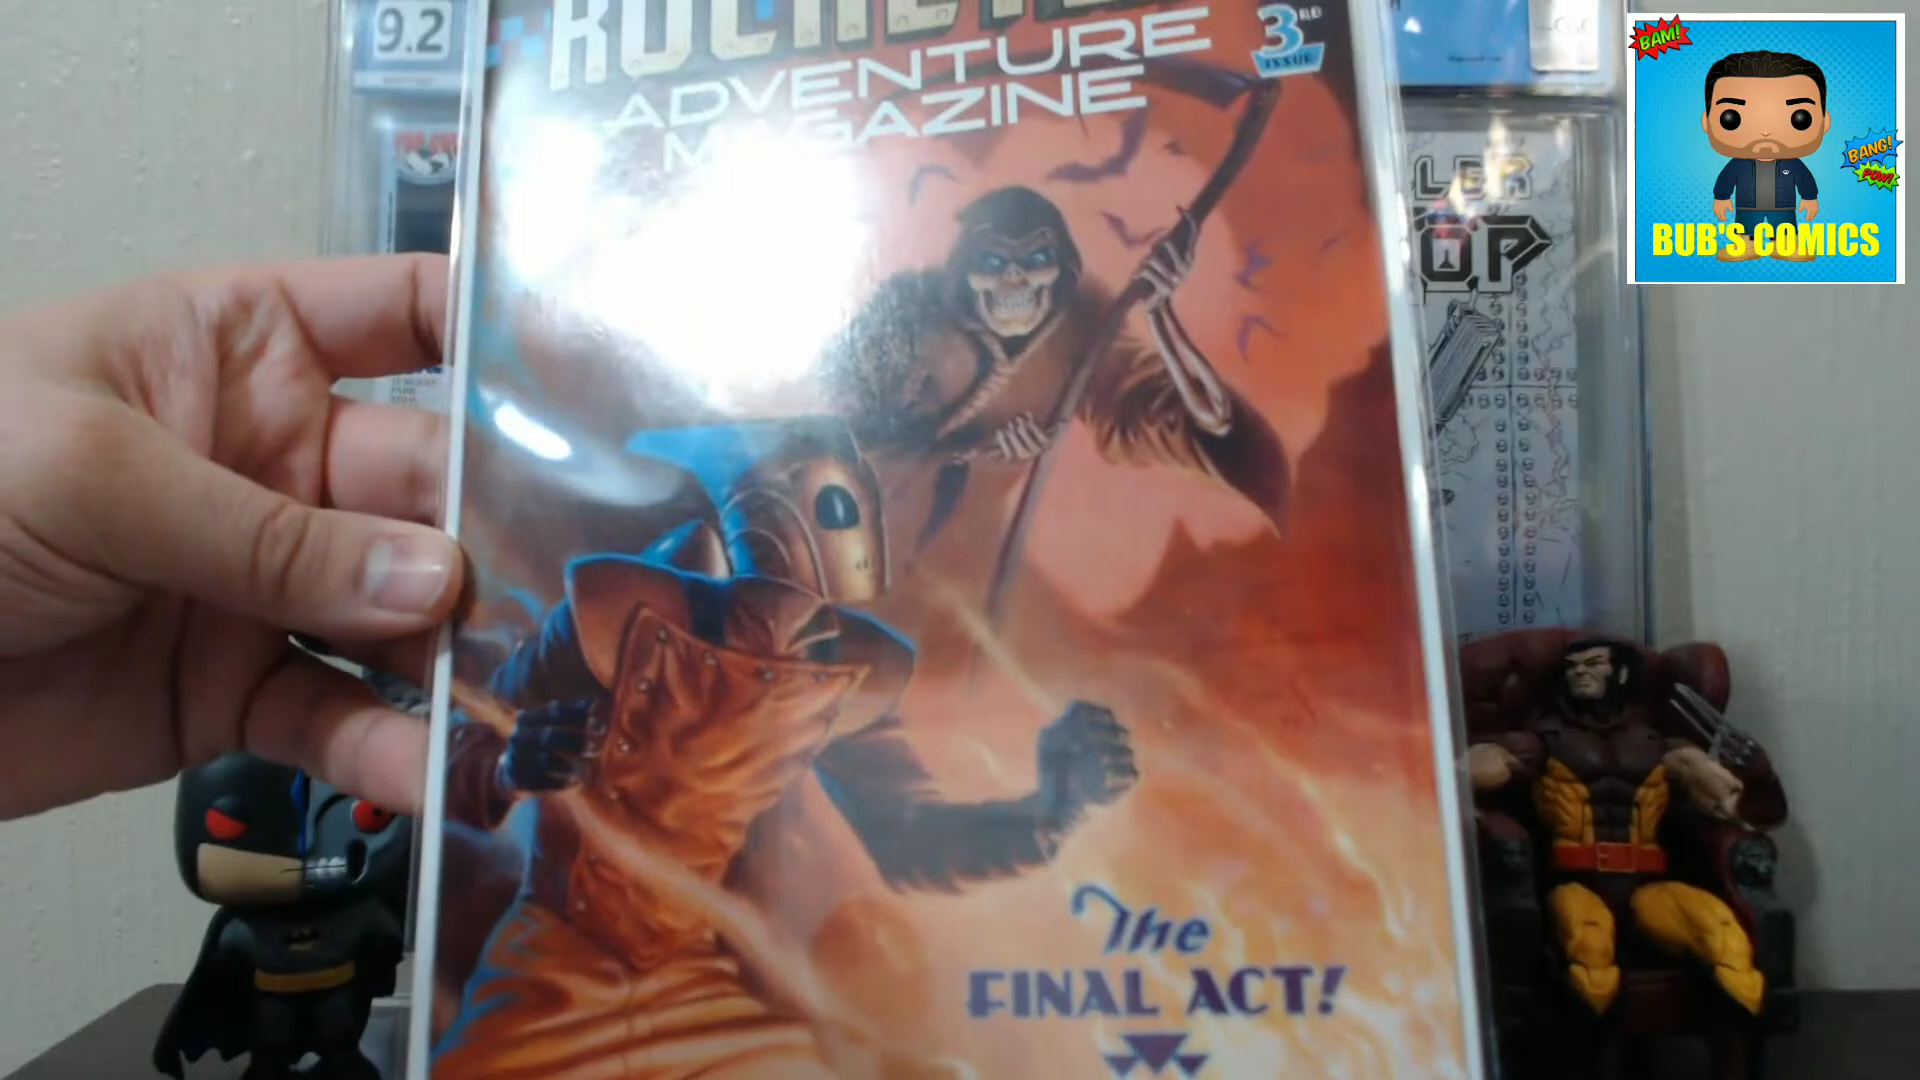 9.2
ADVENTURE
MAGAZINE
3RD
ISSUE
The
FINAL ACT!
BAM!
BANG!
POW!
BUB'S COMICS